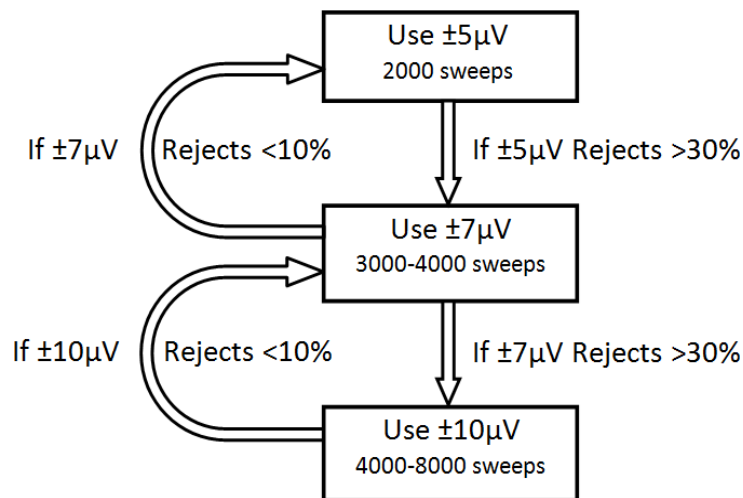 Use ±5µV
2000 sweeps
If ±7µV Rejects <10%
If ±5µV Rejects >30%
Use ±7µV
3000-4000 sweeps
If ±10µV Rejects <10%
If ±7µV Rejects >30%
Use ±10µV
4000-8000 sweeps